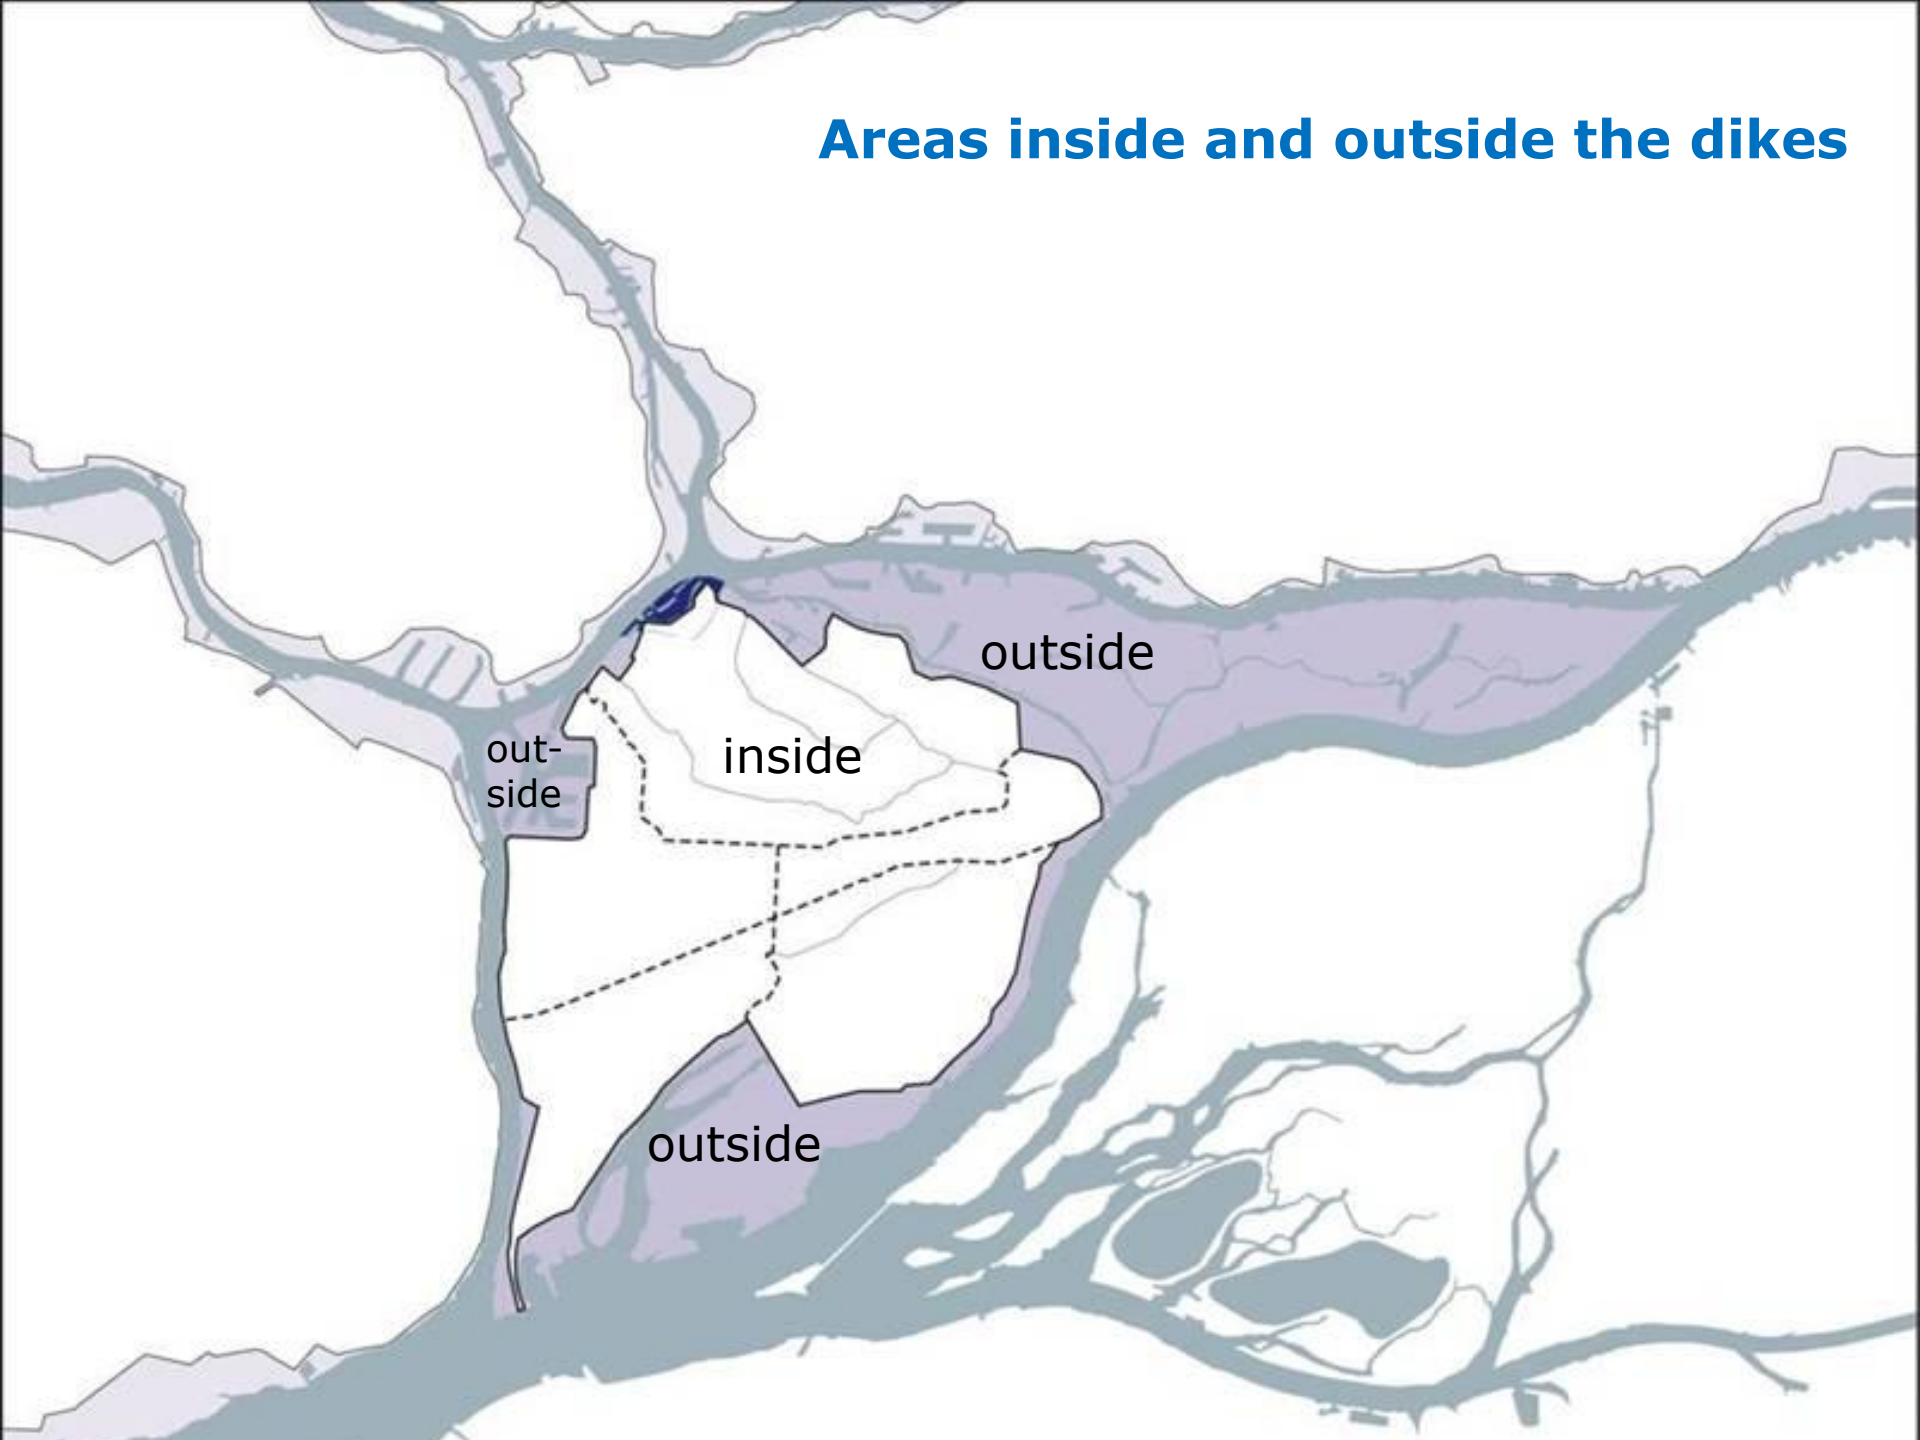 Areas inside and outside the dikes
outside
out-
side
inside
outside